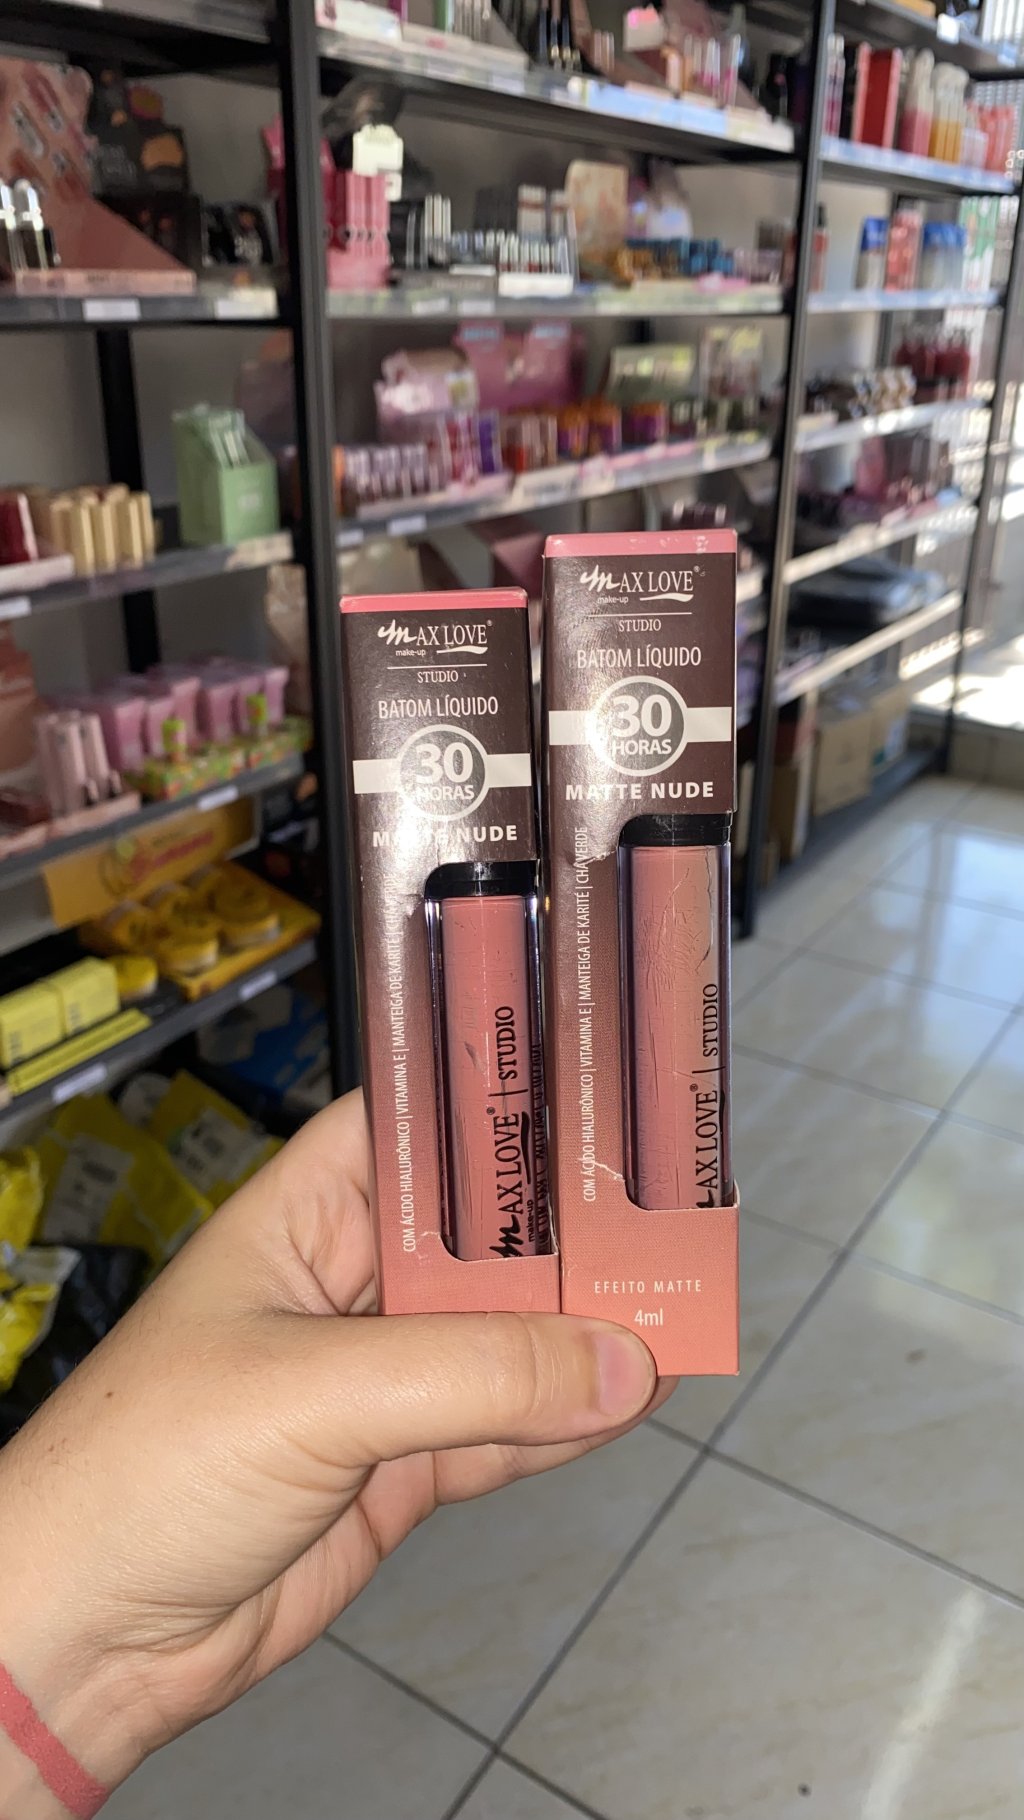 MAX LOVE®
make-up
STUDIO
BATOM LÍQUIDO
30
HORAS
MATTE NUDE
COM ÁCIDO HIALURÔNICO | VITAMINA E | MANTEIGA DE KARITÉ | CHÁ VERDE
MAX LOVE® | STUDIO
make-up
MAX LOVE®
make-up
STUDIO
BATOM LÍQUIDO
30
HORAS
MATTE NUDE
COM ÁCIDO HIALURÔNICO | VITAMINA E | MANTEIGA DE KARITÉ | CHÁ VERDE
MAX LOVE® | STUDIO
EFEITO MATTE
4ml